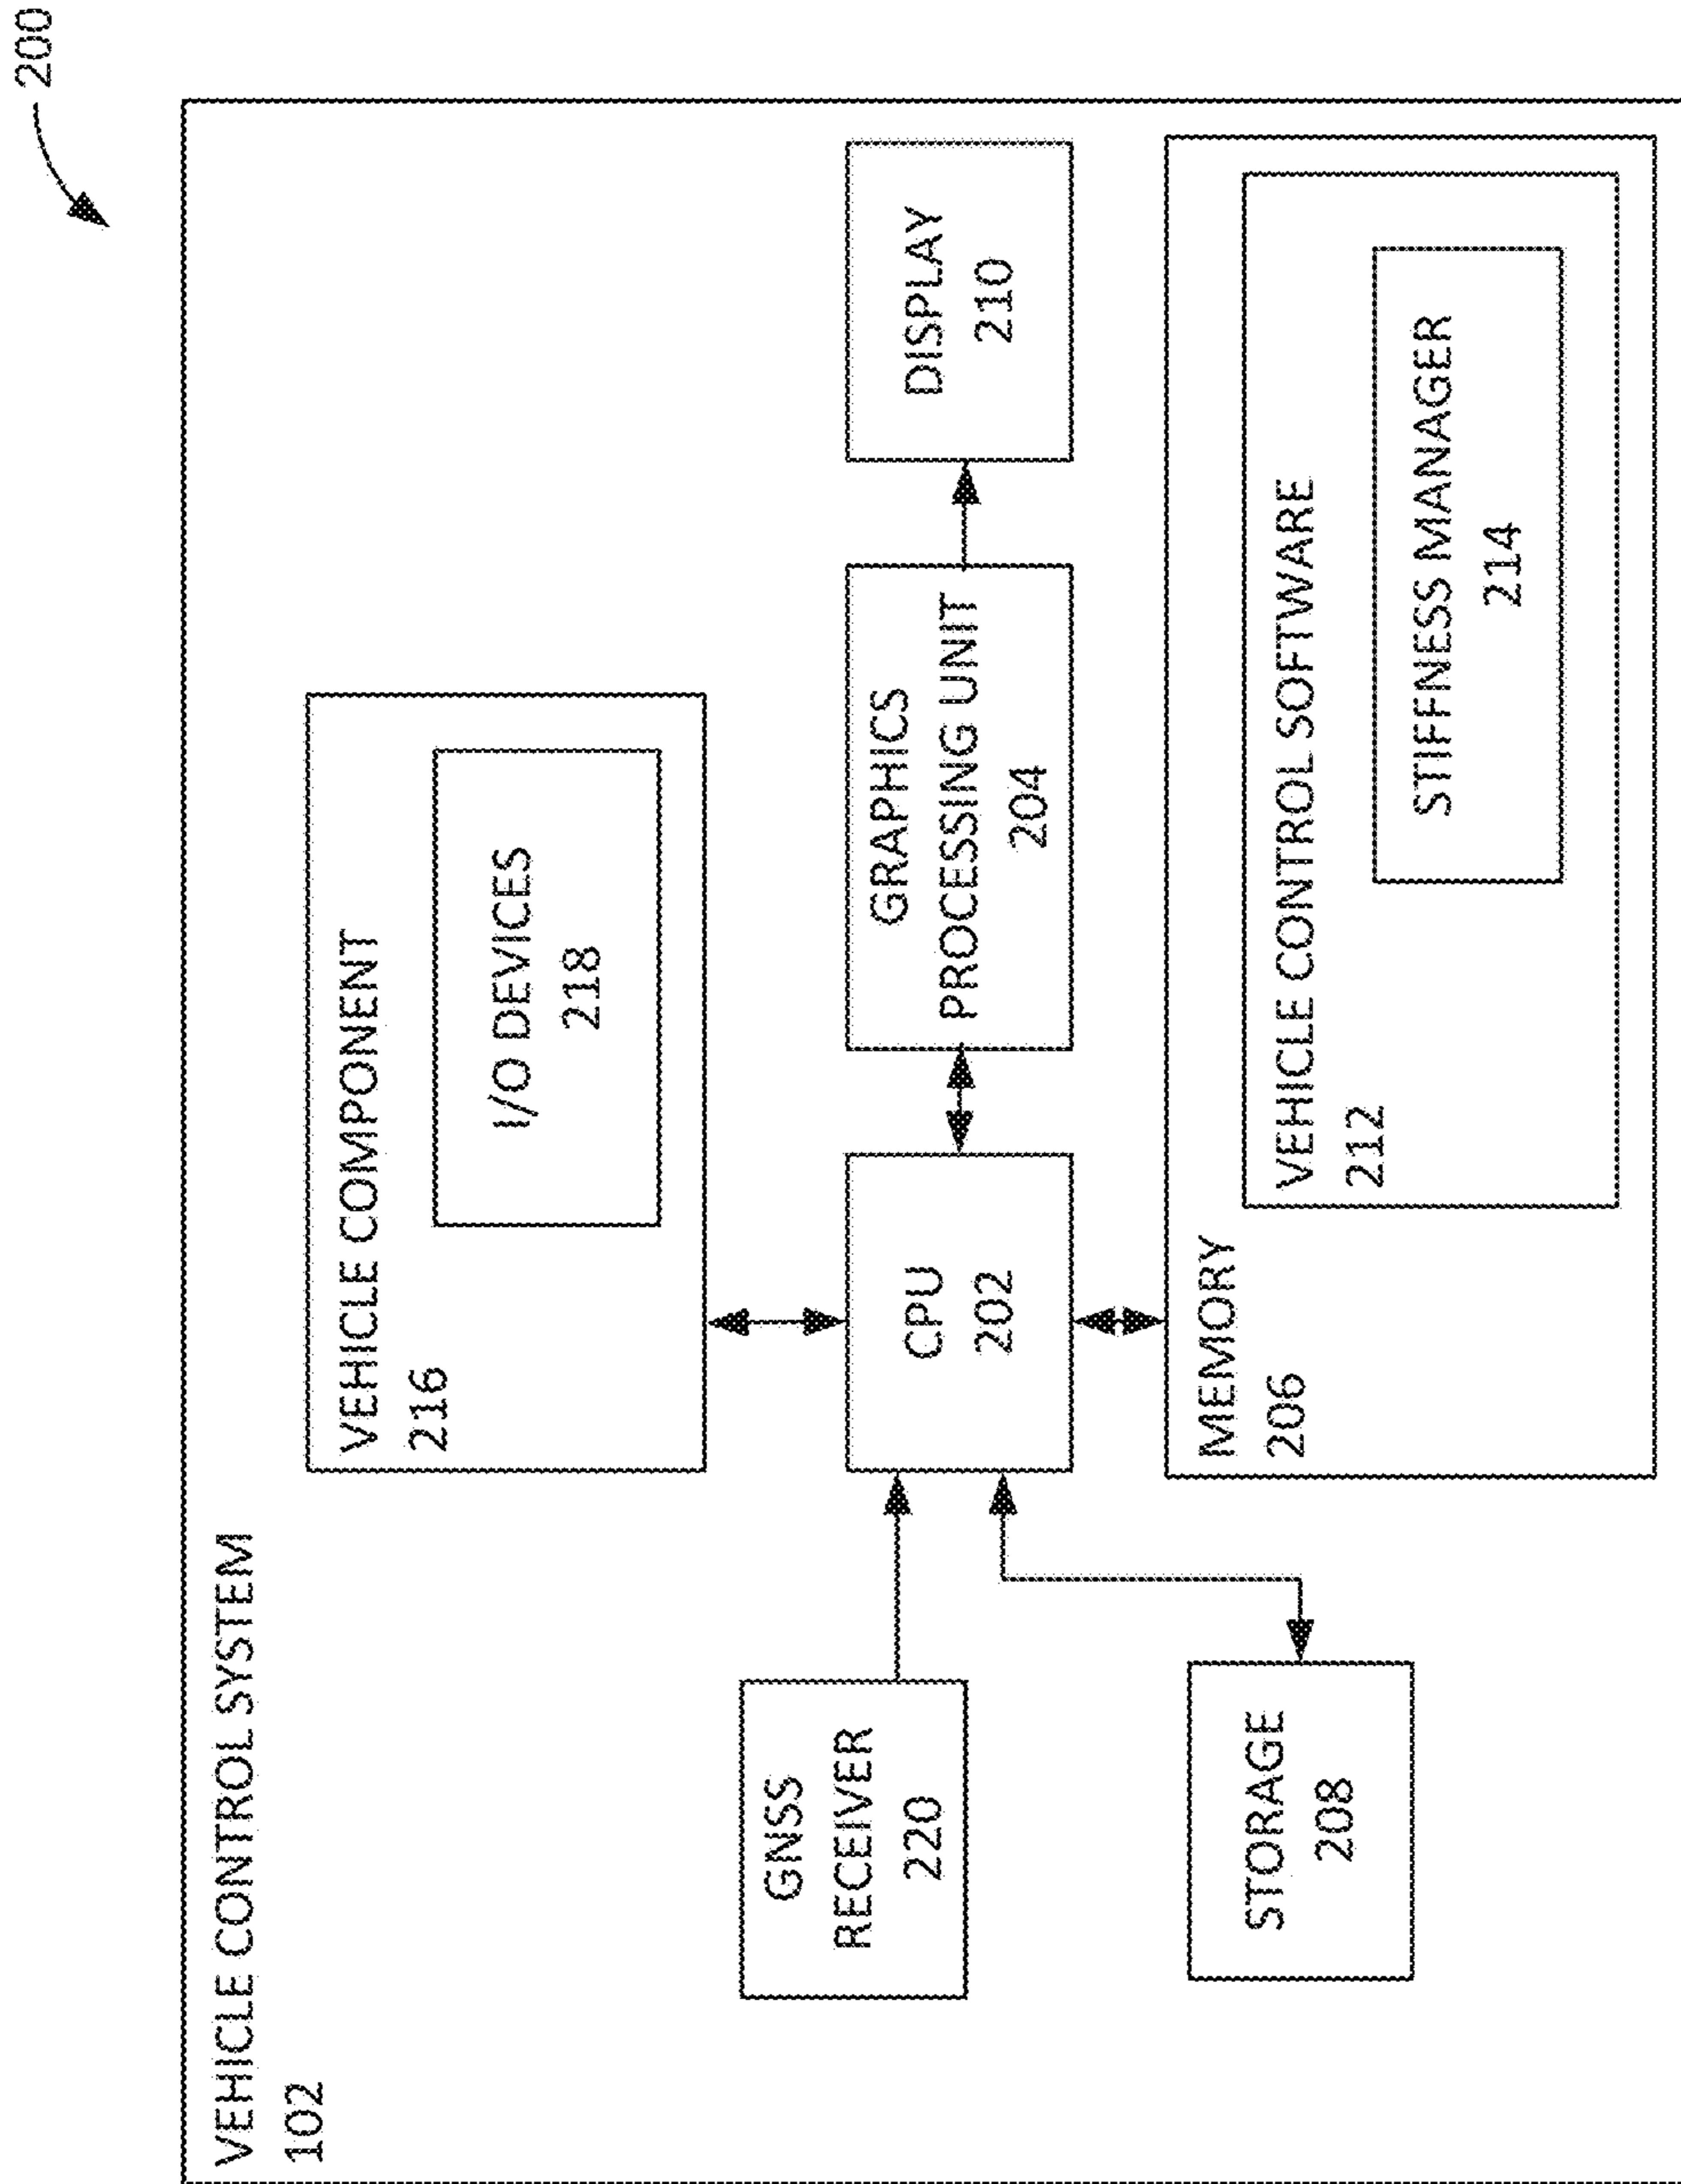 200
VEHICLE CONTROL SYSTEM
102
VEHICLE COMPONENT
216
I/O DEVICES
218
GNSS
RECEIVER
220
CPU
202
GRAPHICS
PROCESSING UNIT
204
DISPLAY
210
STORAGE
208
MEMORY
206
VEHICLE CONTROL SOFTWARE
212
STIFFNESS MANAGER
214